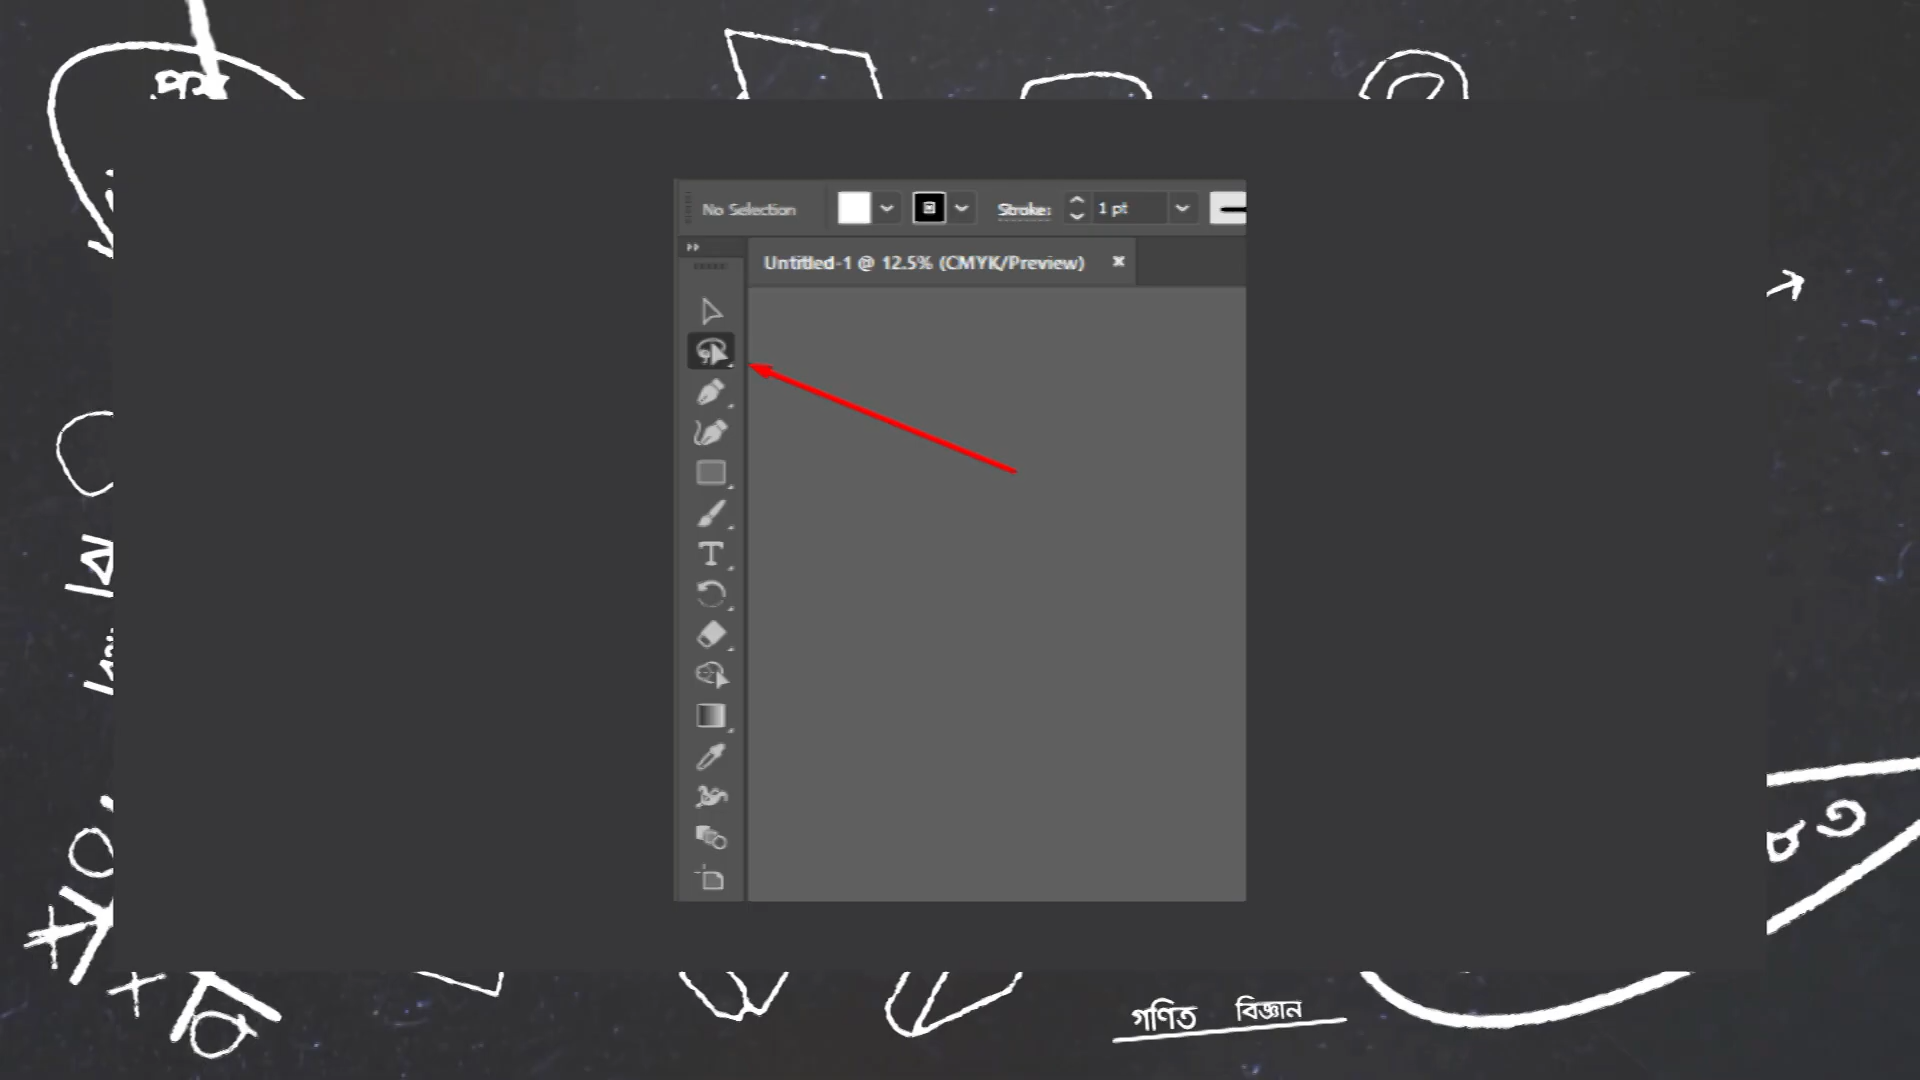 No Selection
Stroke:
1 pt
Untitled-1 @ 12.5% (CMYK/Preview)
গণিত বিজ্ঞান